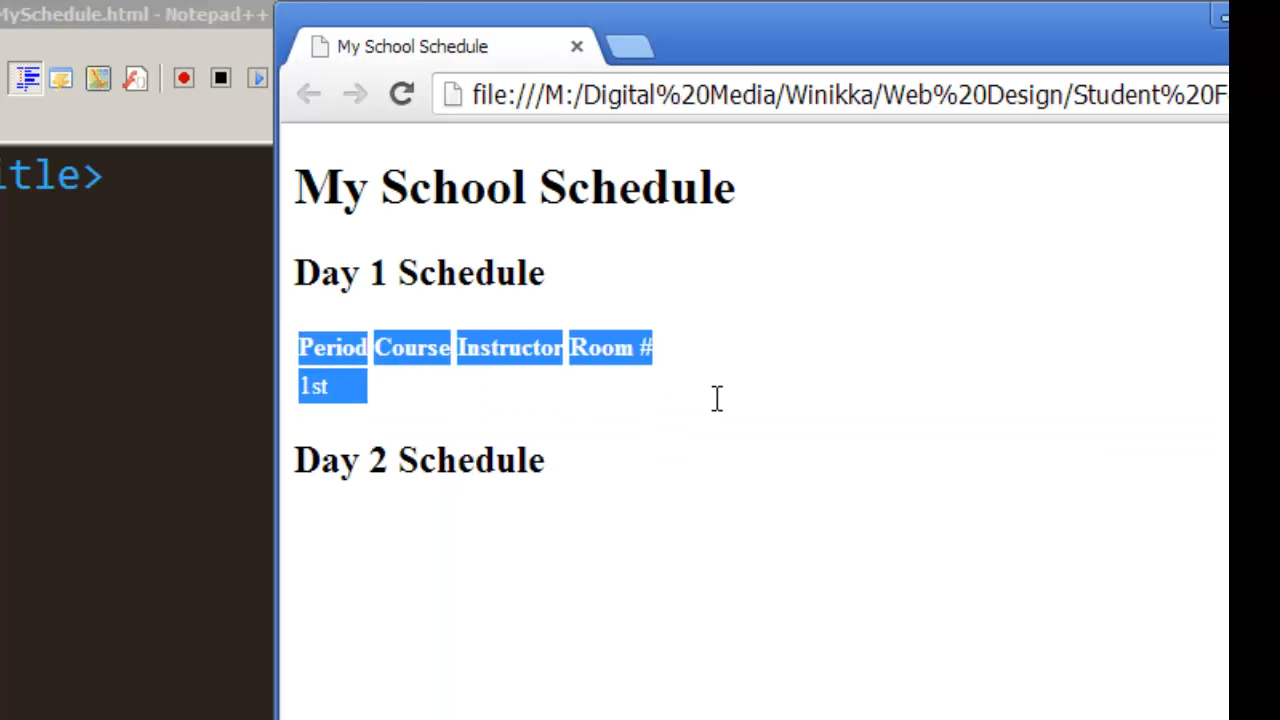 MySchedule.html - Notepad++
My School Schedule
file:///M:/Digital%20Media/Winikka/Web%20Design/Student%20F
itle>
My School Schedule
Day 1 Schedule
Period Course Instructor Room #
1st
Day 2 Schedule